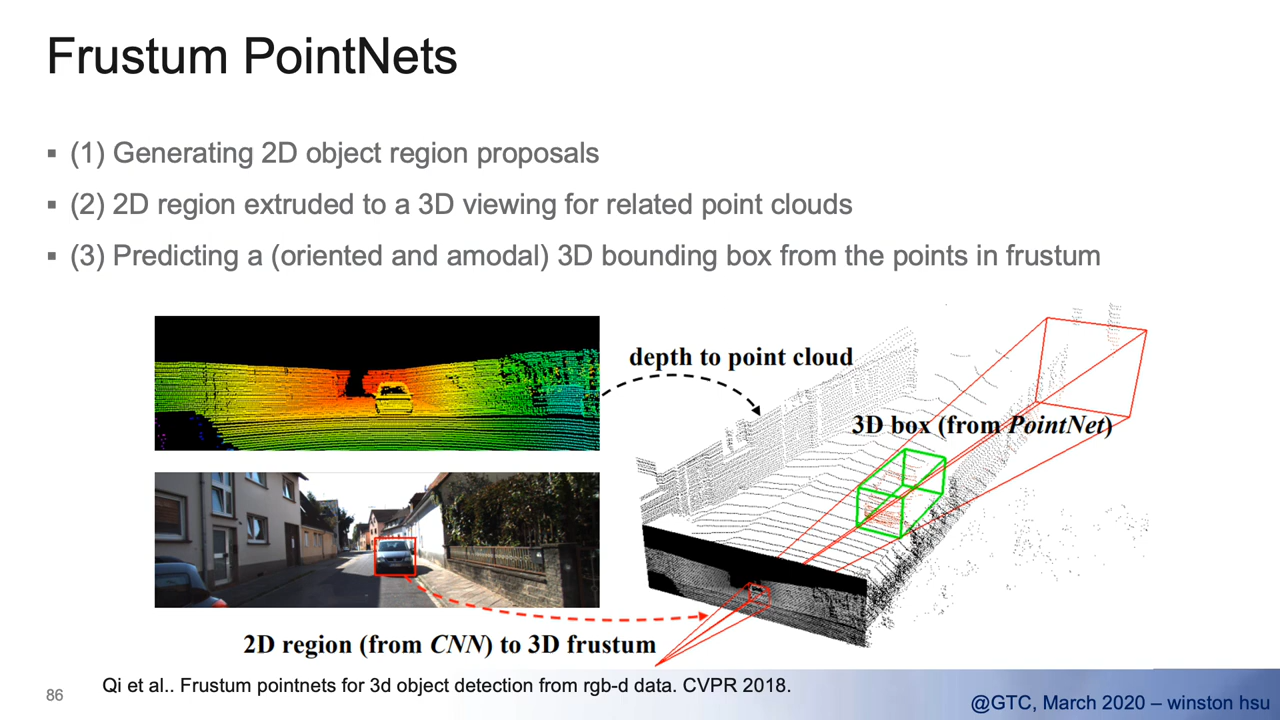 Frustum PointNets
▪ (1) Generating 2D object region proposals
▪ (2) 2D region extruded to a 3D viewing for related point clouds
▪ (3) Predicting a (oriented and amodal) 3D bounding box from the points in frustum
depth to point cloud
3D box (from PointNet)
2D region (from CNN) to 3D frustum
Qi et al.. Frustum pointnets for 3d object detection from rgb-d data. CVPR 2018.
86
@GTC, March 2020 – winston hsu